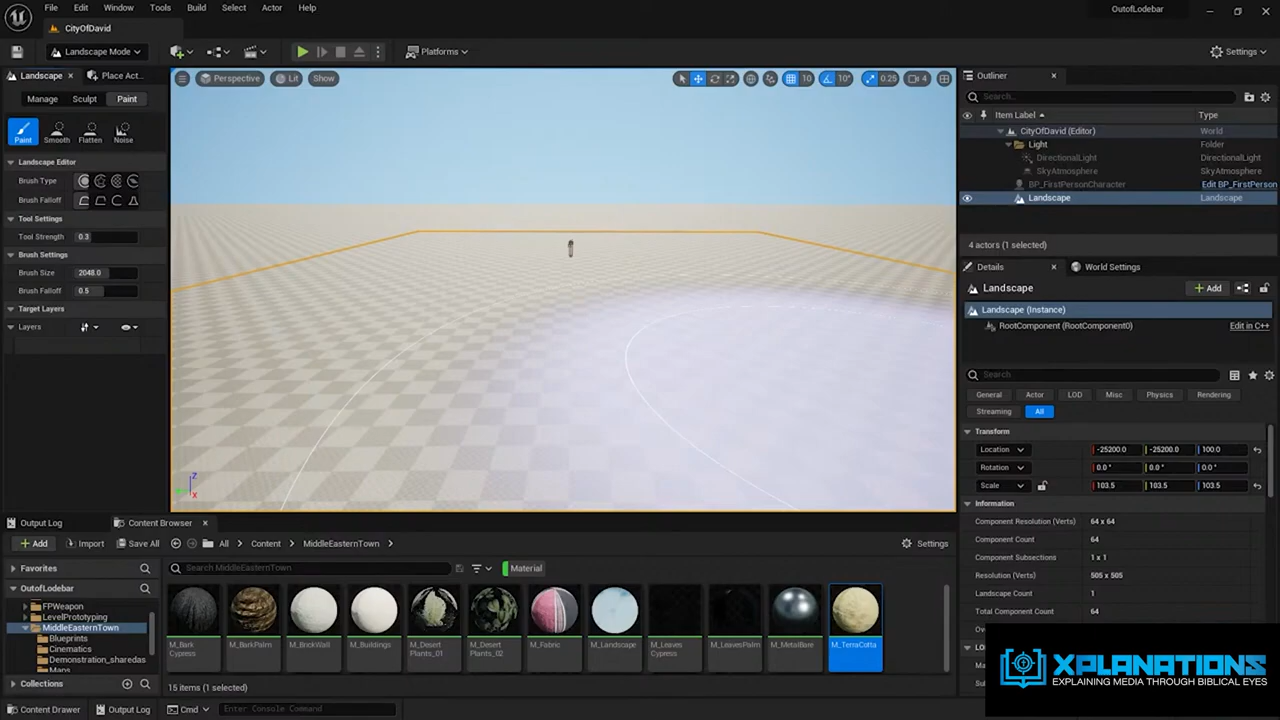 File Edit Window Tools Build Select Actor Help
OutofLodebar
CityOfDavid
Landscape Mode
Platforms
Settings
Landscape
Place Act...
Perspective
Lit
Show
10
10°
0.25
4
Outliner
Search...
Manage
Sculpt
Paint
Item Label
Type
CityOfDavid (Editor)
World
Paint
Smooth
Flatten
Noise
Light
Folder
DirectionalLight
DirectionalLight
Landscape Editor
SkyAtmosphere
SkyAtmosphere
Brush Type
BP_FirstPersonCharacter
Edit BP_FirstPerson
Brush Falloff
Landscape
Landscape
Tool Settings
Tool Strength
0.3
4 actors (1 selected)
Brush Settings
Details
World Settings
Brush Size
2048.0
Landscape
Add
Brush Falloff
0.5
Target Layers
Landscape (Instance)
Layers
RootComponent (RootComponent0)
Edit in C++
Search
General
Actor
LOD
Misc
Physics
Rendering
Streaming
All
Transform
Location
-25200.0
-25200.0
100.0
Rotation
0.0°
0.0°
0.0°
Scale
103.5
103.5
103.5
Z
X
Information
Output Log
Content Browser
Component Resolution (Verts)
64 x 64
Add
Import
Save All
All
Content
MiddleEasternTown
Settings
Component Count
64
Favorites
Search MiddleEasternTown
Material
Component Subsections
1 x 1
OutofLodebar
Resolution (Verts)
505 x 505
FPWeapon
Landscape Count
1
LevelPrototyping
Total Component Count
64
MiddleEasternTown
Blueprints
Cinematics
Demonstration_sharedas
Maps
M_Bark
Cypress
M_BarkPalm
M_BrickWall
M_Buildings
M_Desert
Plants_01
M_Desert
Plants_02
M_Fabric
M_Landscape
M_Leaves
Cypress
M_LeavesPalm
M_MetalBare
M_TerraCotta
Collections
15 items (1 selected)
Content Drawer
Output Log
Cmd
Enter Console Command
XPLANATIONS
EXPLAINING MEDIA THROUGH BIBLICAL EYES